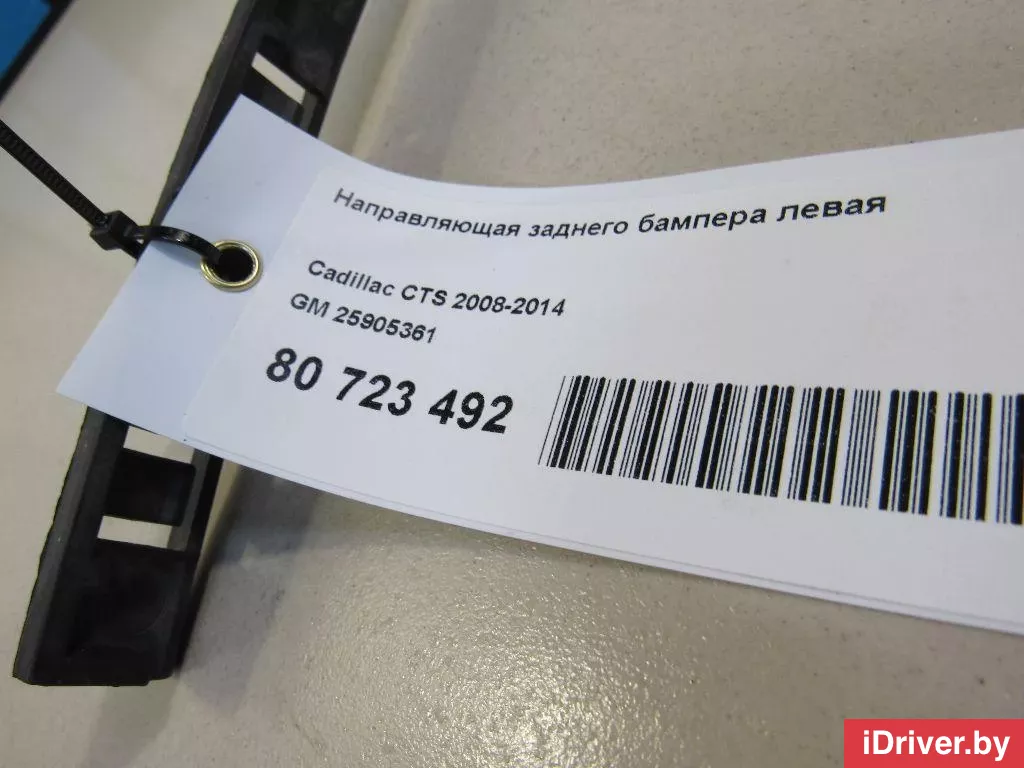 Направляющая заднего бампера левая
Cadillac CTS 2008-2014
GM 25905361
80 723 492
iDriver.by